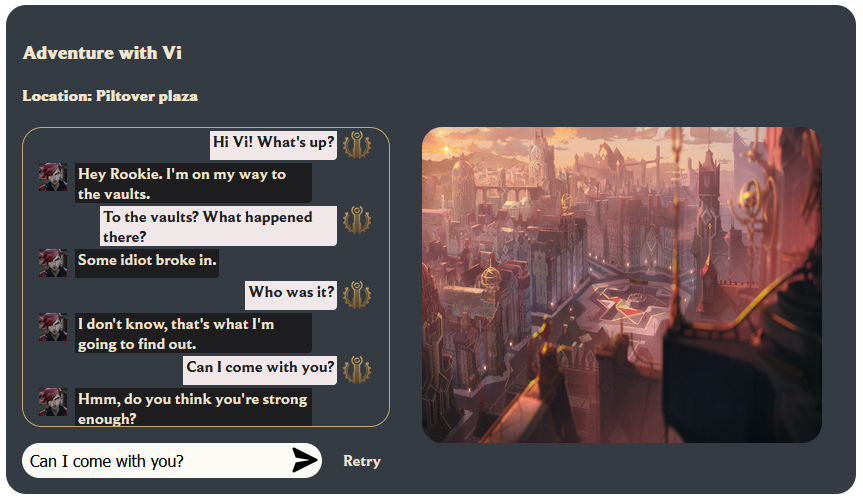 Adventure with Vi
Location: Piltover plaza
Hi Vi! What's up?
Hey Rookie. I'm on my way to
the vaults.
To the vaults? What happened
there?
Some idiot broke in.
Who was it?
I don't know, that's what I'm
going to find out.
Can I come with you?
Hmm, do you think you're strong
enough?
Can I come with you?
Retry